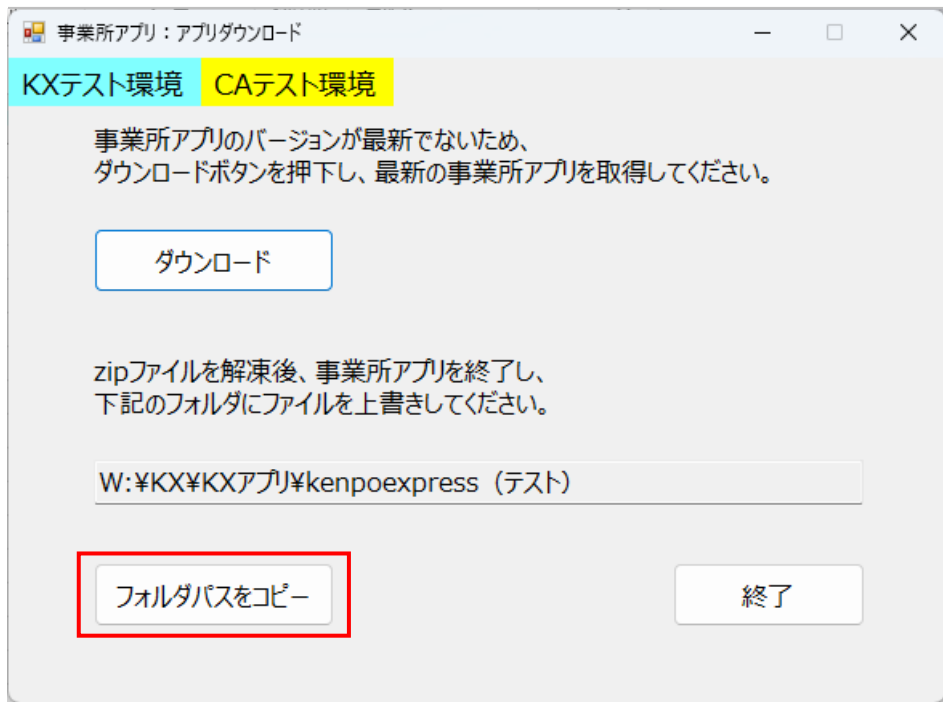 事業所アプリ：アプリダウンロード
KXテスト環境 CAテスト環境
事業所アプリのバージョンが最新でないため、
ダウンロードボタンを押下し、最新の事業所アプリを取得してください。
ダウンロード
zipファイルを解凍後、事業所アプリを終了し、
下記のフォルダにファイルを上書きしてください。
W:¥KX¥KXアプリ¥kenpoexpress（テスト）
フォルダパスをコピー 終了